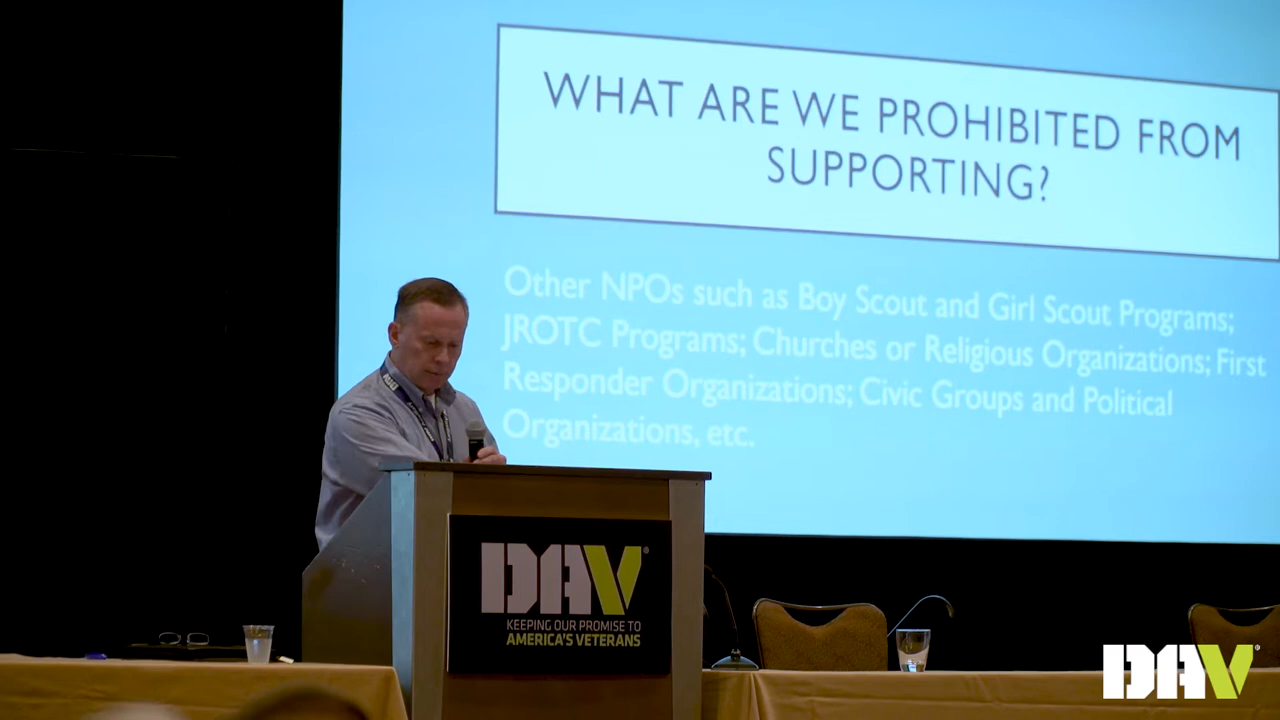 WHAT ARE WE PROHIBITED FROM
SUPPORTING?
Other NPOs such as Boy Scout and Girl Scout Programs;
JROTC Programs; Churches or Religious Organizations; First
Responder Organizations; Civic Groups and Political
Organizations, etc.
DAV®
KEEPING OUR PROMISE TO
AMERICA'S VETERANS
DAV®